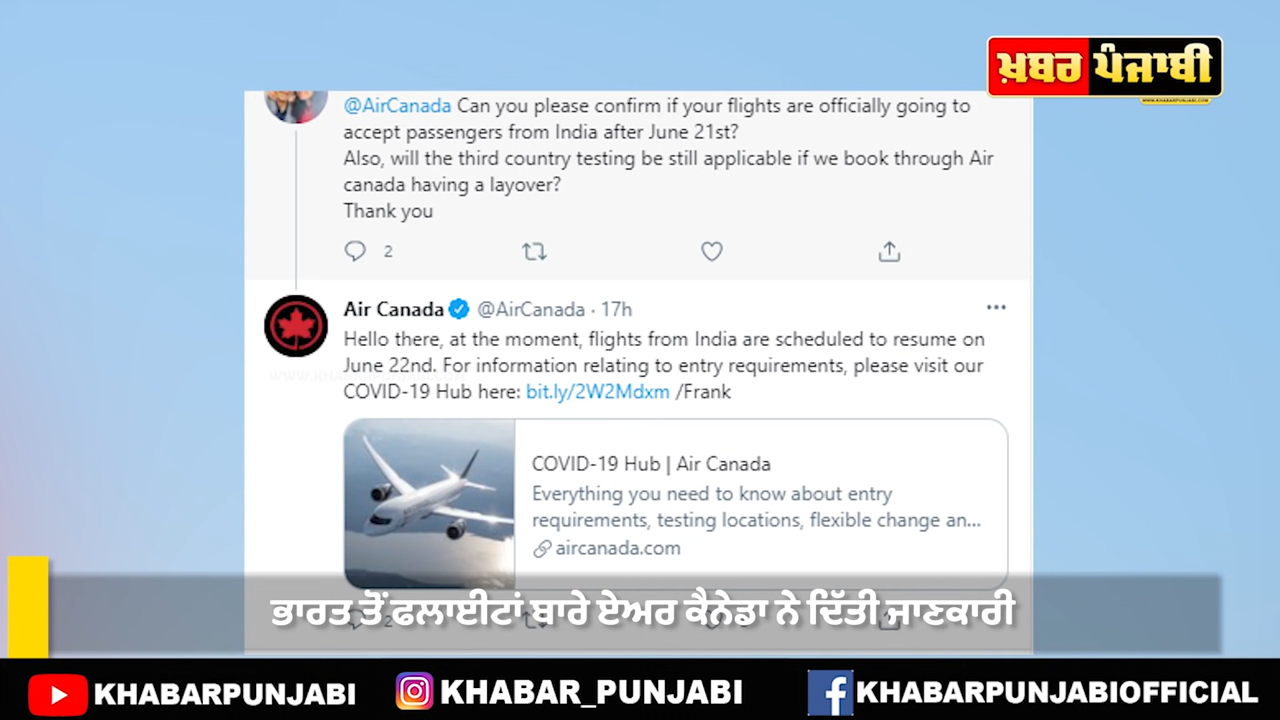 ਖ਼ਬਰ ਪੰਜਾਬੀ
WWW.KHABARPUNJABI.COM
@AirCanada Can you please confirm if your flights are officially going to
accept passengers from India after June 21st?
Also, will the third country testing be still applicable if we book through Air
canada having a layover?
Thank you
2
Air Canada @AirCanada · 17h
Hello there, at the moment, flights from India are scheduled to resume on
June 22nd. For information relating to entry requirements, please visit our
COVID-19 Hub here: bit.ly/2W2Mdxm /Frank
COVID-19 Hub | Air Canada
Everything you need to know about entry
requirements, testing locations, flexible change an...
aircanada.com
2
ਭਾਰਤ ਤੋਂ ਫਲਾਈਟਾਂ ਬਾਰੇ ਏਅਰ ਕੈਨੇਡਾ ਨੇ ਦਿੱਤੀ ਜਾਣਕਾਰੀ
KHABARPUNJABI KHABAR_PUNJABI KHABARPUNJABIOFFICIAL